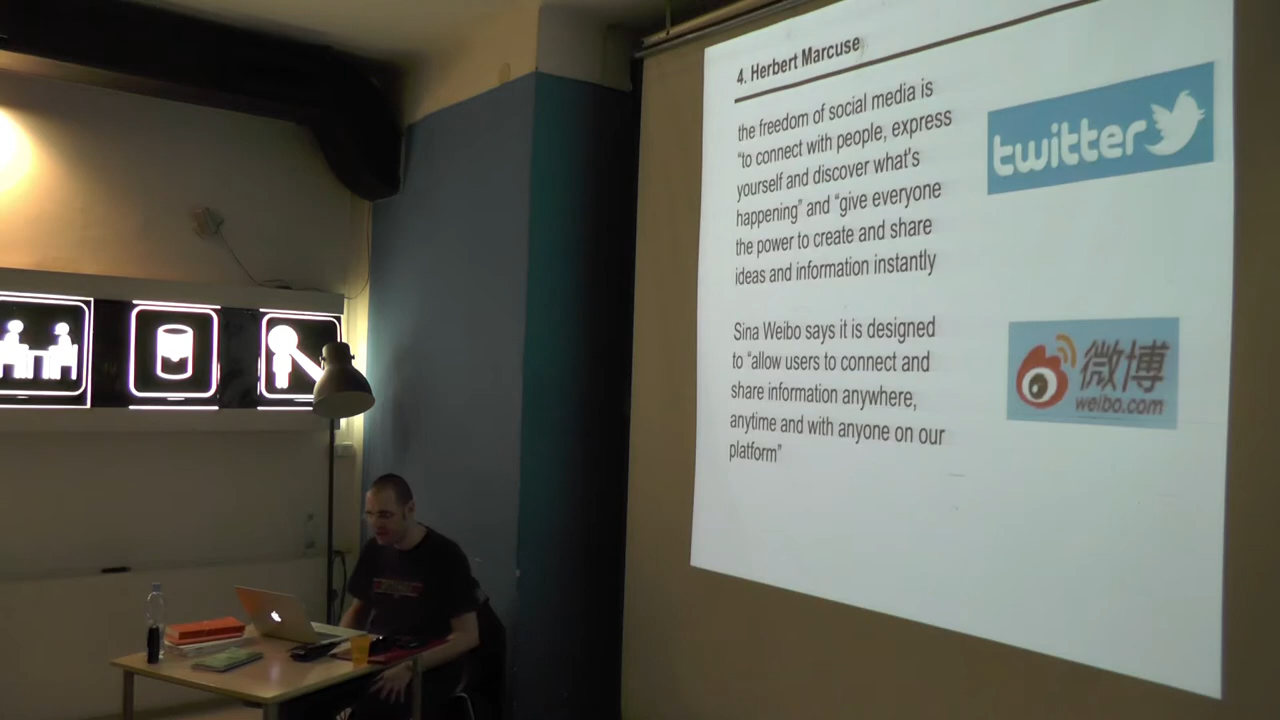 4. Herbert Marcuse
the freedom of social media is
“to connect with people, express
yourself and discover what's
happening” and “give everyone
the power to create and share
ideas and information instantly
twitter
Sina Weibo says it is designed
to “allow users to connect and
share information anywhere,
anytime and with anyone on our
platform”
微博
weibo.com